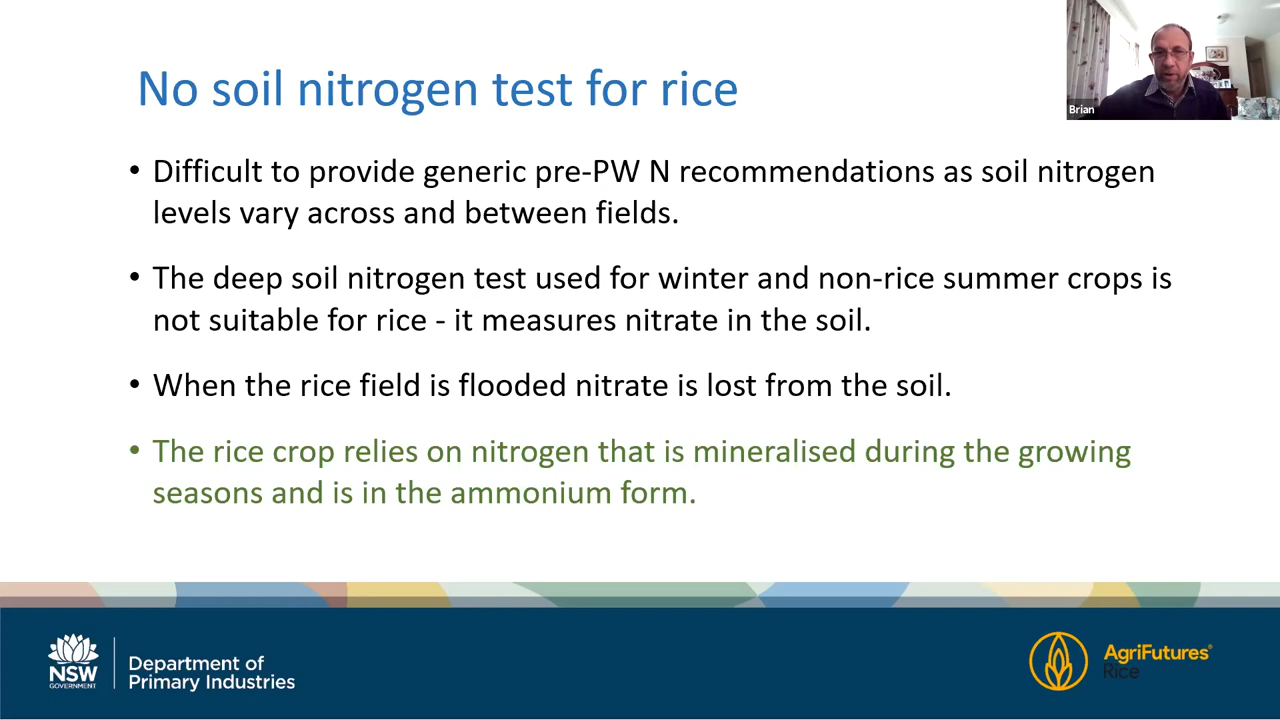 No soil nitrogen test for rice
Brian
• Difficult to provide generic pre-PW N recommendations as soil nitrogen
levels vary across and between fields.
• The deep soil nitrogen test used for winter and non-rice summer crops is
not suitable for rice - it measures nitrate in the soil.
• When the rice field is flooded nitrate is lost from the soil.
• The rice crop relies on nitrogen that is mineralised during the growing
seasons and is in the ammonium form.
NSW
GOVERNMENT
Department of
Primary Industries
AgriFutures®
Rice